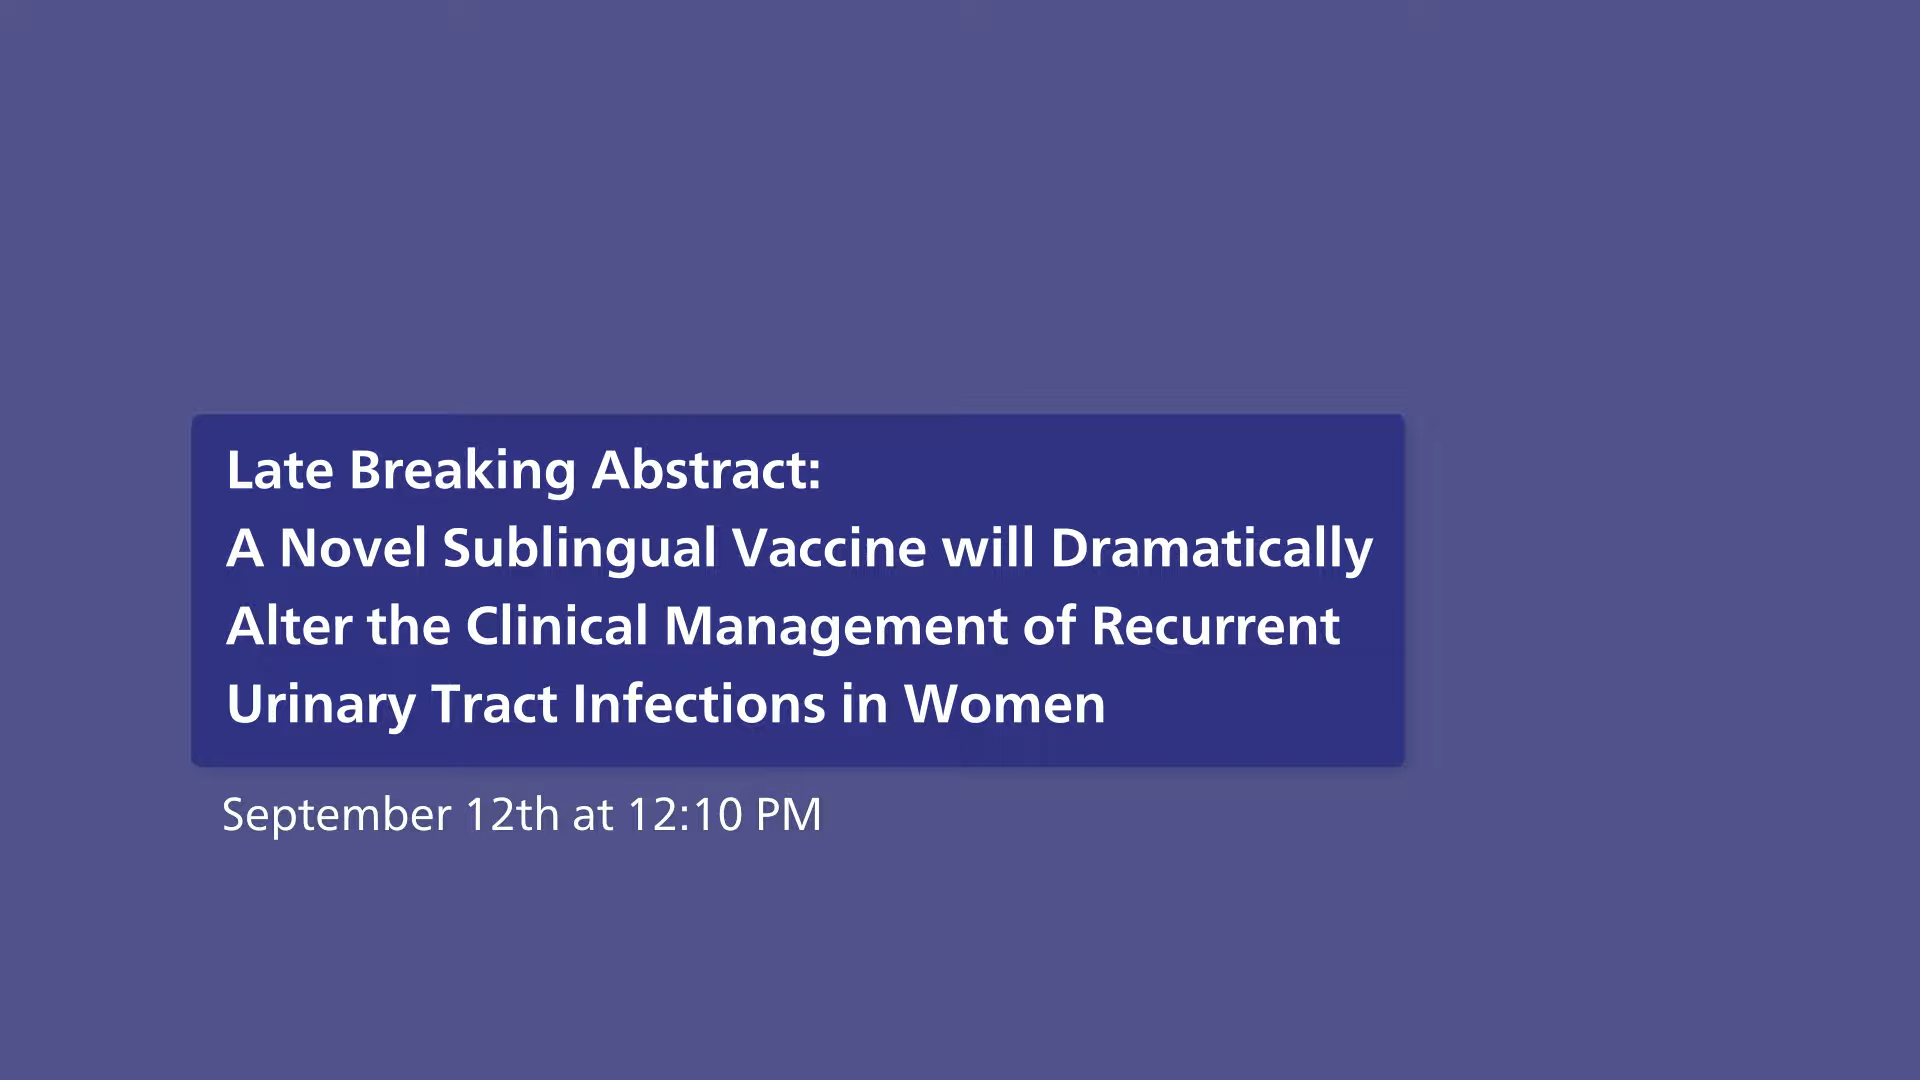 Late Breaking Abstract:
A Novel Sublingual Vaccine will Dramatically
Alter the Clinical Management of Recurrent
Urinary Tract Infections in Women
September 12th at 12:10 PM